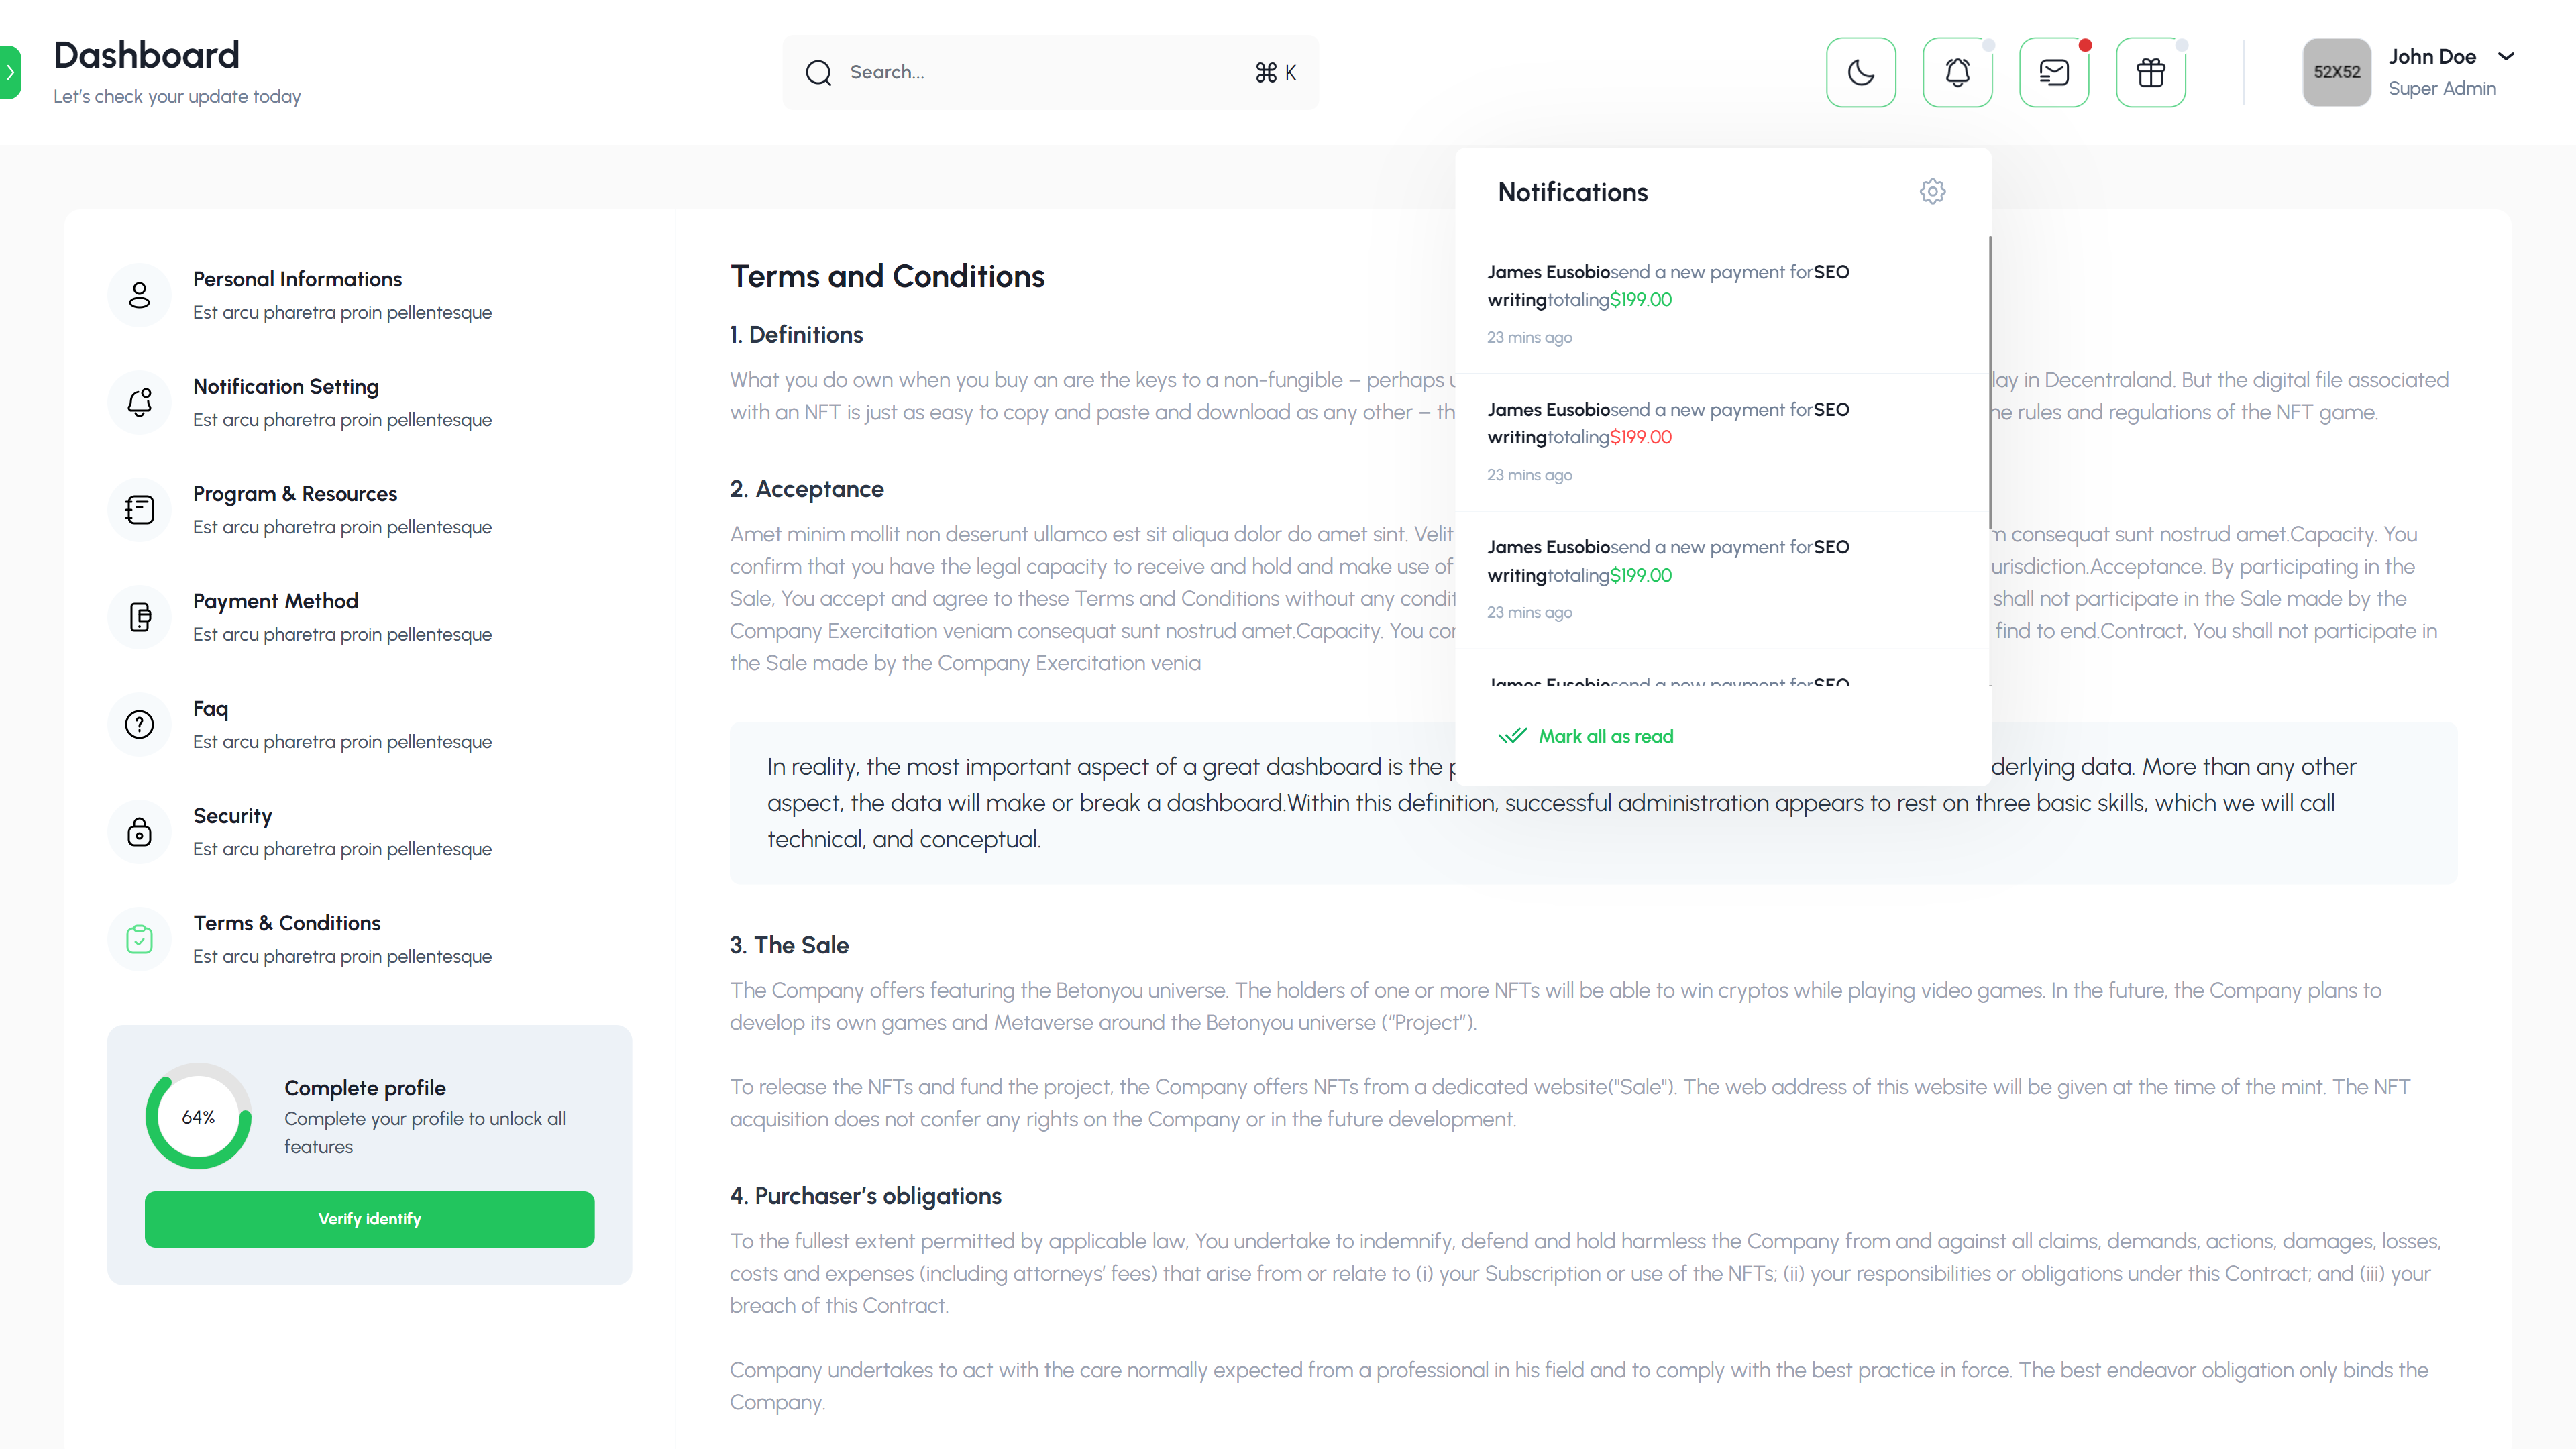 Dashboard
Let's check your update today
Search...
⌘ K
52X52
John Doe
Super Admin
Personal Informations
Est arcu pharetra proin pellentesque
Notification Setting
Est arcu pharetra proin pellentesque
Program & Resources
Est arcu pharetra proin pellentesque
Payment Method
Est arcu pharetra proin pellentesque
Faq
Est arcu pharetra proin pellentesque
Security
Est arcu pharetra proin pellentesque
Terms & Conditions
Est arcu pharetra proin pellentesque
64%
Complete profile
Complete your profile to unlock all
features
Verify identify
Terms and Conditions
1. Definitions
What you do own when you buy an are the keys to a non-fungible – perhaps
lay in Decentraland. But the digital file associated
with an NFT is just as easy to copy and paste and download as any other –
rules and regulations of the NFT game.
2. Acceptance
Amet minim mollit non deserunt ullamco est sit aliqua dolor do amet sint. Velit
consequat sunt nostrud amet.Capacity. You
confirm that you have the legal capacity to receive and hold and make use of
urisdiction.Acceptance. By participating in the
Sale, You accept and agree to these Terms and Conditions without any condit
shall not participate in the Sale made by the
Company Exercitation veniam consequat sunt nostrud amet.Capacity. You
find to end.Contract, You shall not participate in
the Sale made by the Company Exercitation venia
In reality, the most important aspect of a great dashboard is the
derlying data. More than any other
aspect, the data will make or break a dashboard.Within this definition, successful administration appears to rest on three basic skills, which we will call
technical, and conceptual.
3. The Sale
The Company offers featuring the Betonyou universe. The holders of one or more NFTs will be able to win cryptos while playing video games. In the future, the Company plans to
develop its own games and Metaverse around the Betonyou universe (“Project”).
To release the NFTs and fund the project, the Company offers NFTs from a dedicated website("Sale"). The web address of this website will be given at the time of the mint. The NFT
acquisition does not confer any rights on the Company or in the future development.
4. Purchaser’s obligations
To the fullest extent permitted by applicable law, You undertake to indemnify, defend and hold harmless the Company from and against all claims, demands, actions, damages, losses,
costs and expenses (including attorneys’ fees) that arise from or relate to (i) your Subscription or use of the NFTs; (ii) your responsibilities or obligations under this Contract; and (iii) your
breach of this Contract.
Company undertakes to act with the care normally expected from a professional in his field and to comply with the best practice in force. The best endeavor obligation only binds the
Company.
Notifications
James Eusobiosend a new payment forSEO
writingtotaling$199.00
23 mins ago
James Eusobiosend a new payment forSEO
writingtotaling$199.00
23 mins ago
James Eusobiosend a new payment forSEO
writingtotaling$199.00
23 mins ago
James Eusobiosend a new payment forSEO
Mark all as read